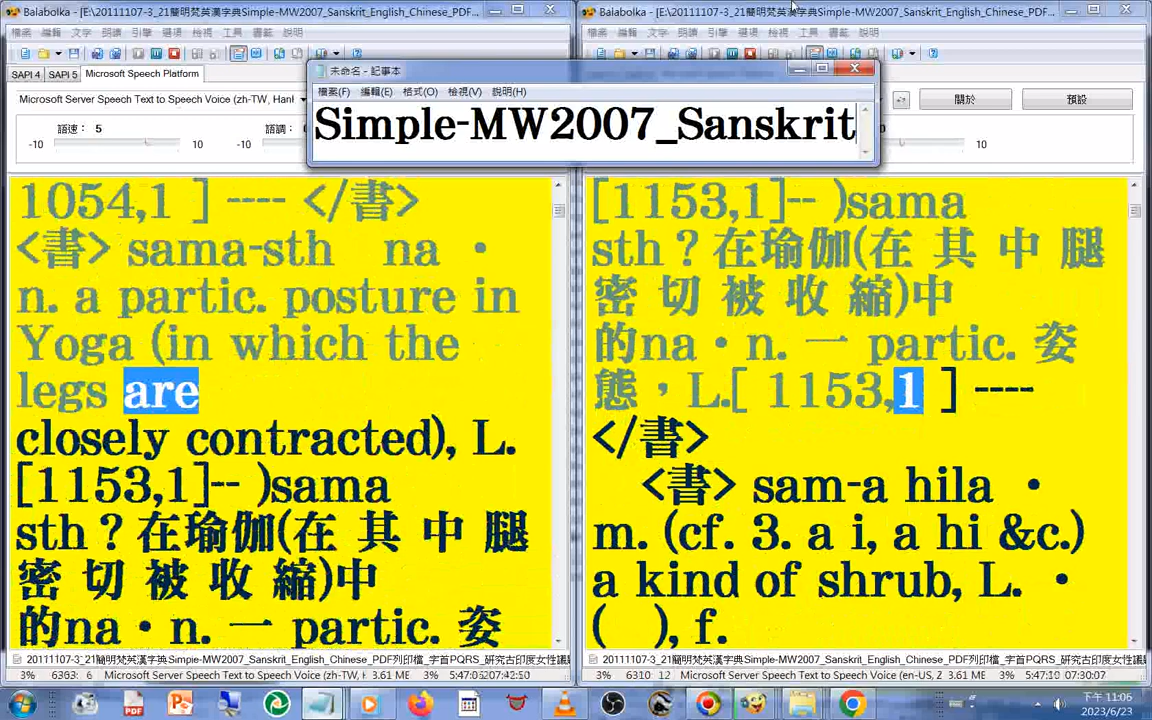 Balabolka - [E:\20111107-3_21簡明梵英漢字典Simple-MW2007_Sanskrit_English_Chinese_PDF...
檔案 編輯 文字 朗讀 引擎 選項 檢視 工具 書籤 說明
SAPI 4 SAPI 5 Microsoft Speech Platform
Microsoft Server Speech Text to Speech Voice (zh-TW, Hanl
語速： 5 語調：
-10 10 -10
1054,1 ] ---- </書>
<書> sama-sth na •
n. a partic. posture in
Yoga (in which the
legs are
closely contracted), L.
[1153,1]-- )sama
sth？在瑜伽(在 其 中 腿
密 切 被 收 縮)中
的na • n. 一 partic. 姿
20111107-3_21簡明梵英漢字典Simple-MW2007_Sanskrit_English_Chinese_PDF列印檔_字首PQRS_研究古印度女性議
3% 6363: 6 Microsoft Server Speech Text to Speech Voice (zh-TW, 3.61 MB 3% 5:47:05/07:42:50
未命名 - 記事本
檔案(F) 編輯(E) 格式(O) 檢視(V) 說明(H)
Simple-MW2007_Sanskrit
Balabolka - [E:\20111107-3_21簡明梵英漢字典Simple-MW2007_Sanskrit_English_Chinese_PDF...
檔案 編輯 文字 朗讀 引擎 選項 檢視 工具 書籤 說明
關於 預設
10
[1153,1]-- )sama
sth？在瑜伽(在 其 中 腿
密 切 被 收 縮)中
的na • n. 一 partic. 姿
態，L.[ 1153,1 ] ----
</書>
<書> sam-a hila •
m. (cf. 3. a i, a hi &c.)
a kind of shrub, L. •
( ), f.
20111107-3_21簡明梵英漢字典Simple-MW2007_Sanskrit_English_Chinese_PDF列印檔_字首PQRS_研究古印度女性議
3% 6310: 12 Microsoft Server Speech Text to Speech Voice (en-US, Z 3.61 MB 3% 5:47:10/07:30:07
下午 11:06
2023/6/23